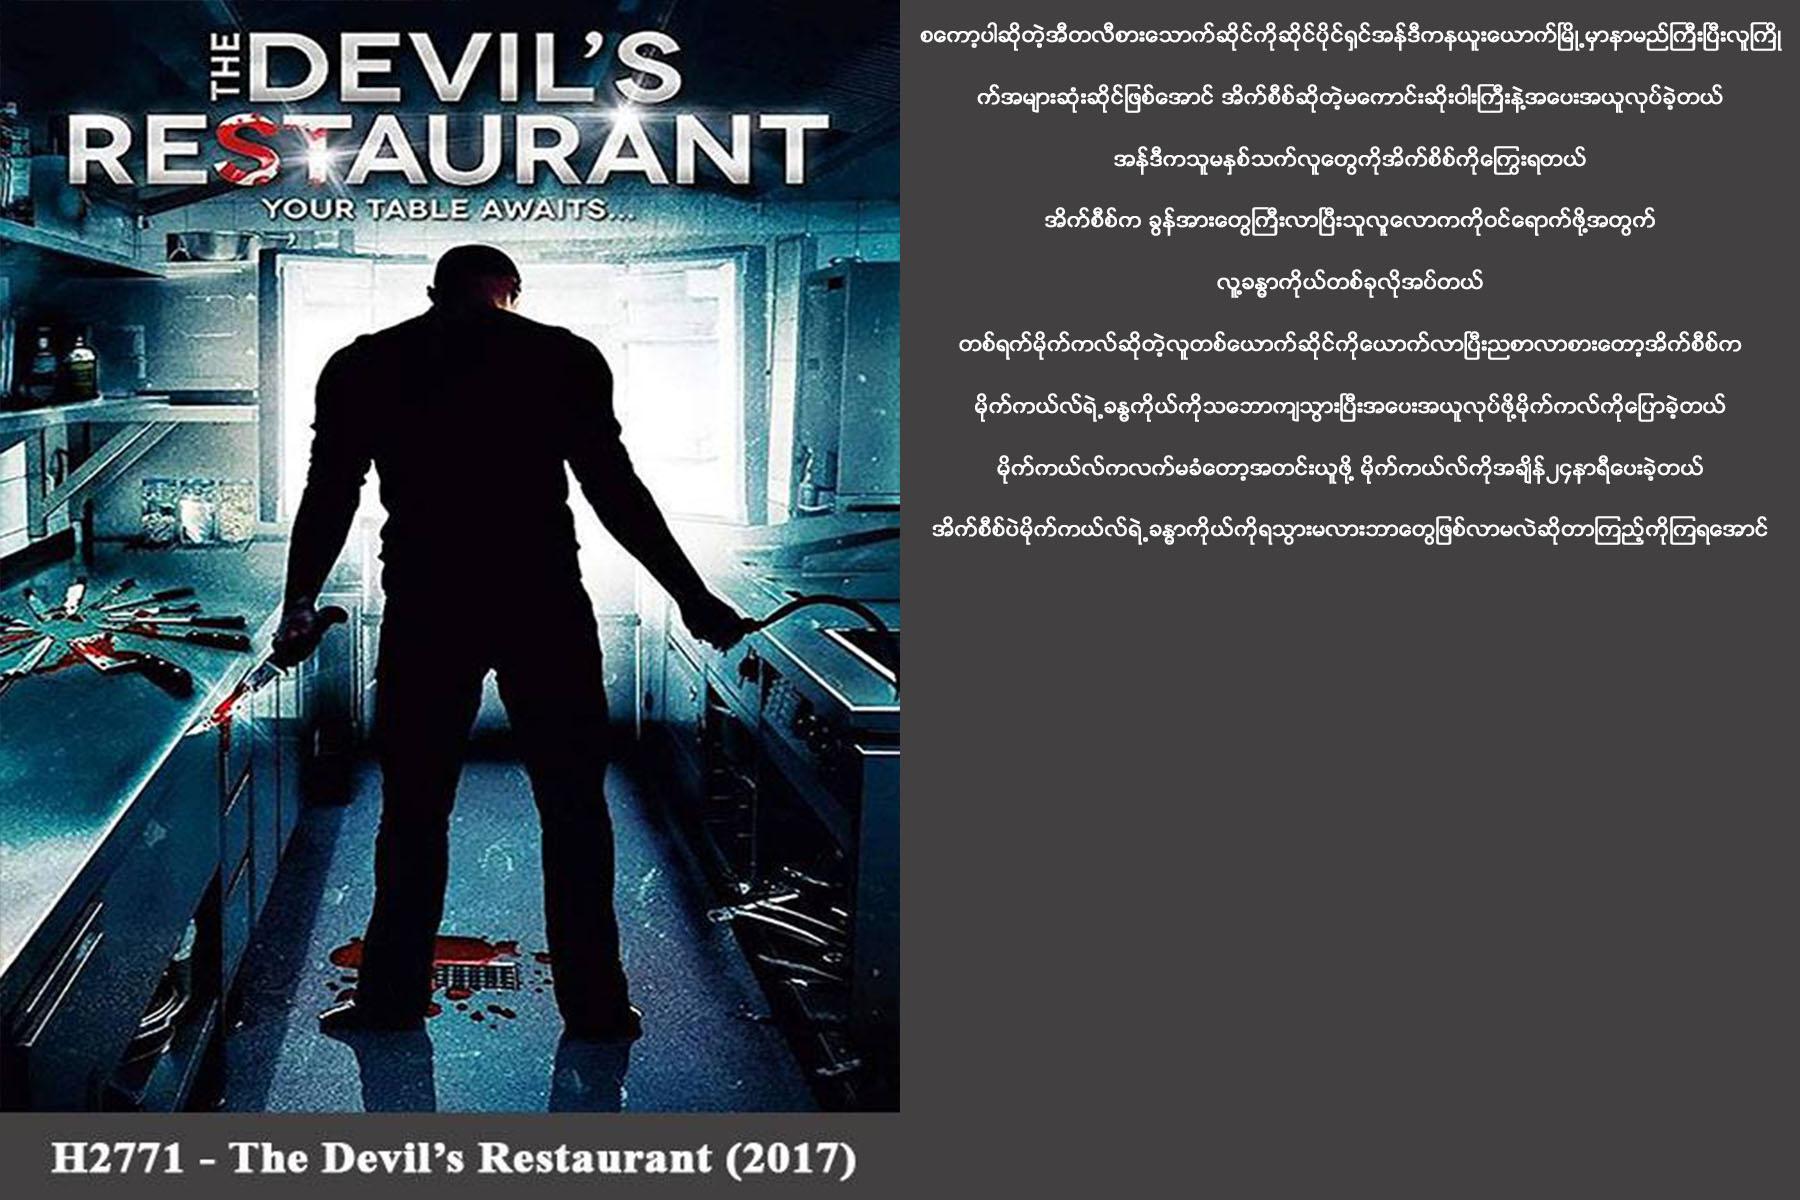 THE DEVIL'S
RESTAURANT
YOUR TABLE AWAITS...
H2771 - The Devil's Restaurant (2017)
စကော့ပါဆိုတဲ့အီတလီစားသောက်ဆိုင်ကိုဆိုင်ပိုင်ရှင်အန်ဒီကနယူးယောက်မြို့မှာနာမည်ကြီးပြီးလူကြို
က်အများဆုံးဆိုင်ဖြစ်အောင် အိက်စီစ်ဆိုတဲ့မကောင်းဆိုးဝါးကြီးနဲ့အပေးအယူလုပ်ခဲ့တယ်
အန်ဒီကသူမနှစ်သက်လူတွေကိုအိက်စိစ်ကိုကြွေးရတယ်
အိက်စီစ်က ခွန်အားတွေကြီးလာပြီးသူလူလောကကိုဝင်ရောက်ဖို့အတွက်
လူ့ခန္ဓာကိုယ်တစ်ခုလိုအပ်တယ်
တစ်ရက်မိုက်ကလ်ဆိုတဲ့လူတစ်ယောက်ဆိုင်ကိုယောက်လာပြီးညစာလာစားတော့အိက်စီစ်က
မိုက်ကယ်လ်ရဲ့ခန္ဓကိုယ်ကိုသဘောကျသွားပြီးအပေးအယူလုပ်ဖို့မိုက်ကလ်ကိုပြောခဲ့တယ်
မိုက်ကယ်လ်ကလက်မခံတော့အတင်းယူဖို့ မိုက်ကယ်လ်ကိုအချိန်၂၄နာရီပေးခဲ့တယ်
အိက်စီစ်ပဲမိုက်ကယ်လ်ရဲ့ခန္ဓာကိုယ်ကိုရသွားမလားဘာတွေဖြစ်လာမလဲဆိုတာကြည့်ကိုကြရအောင်